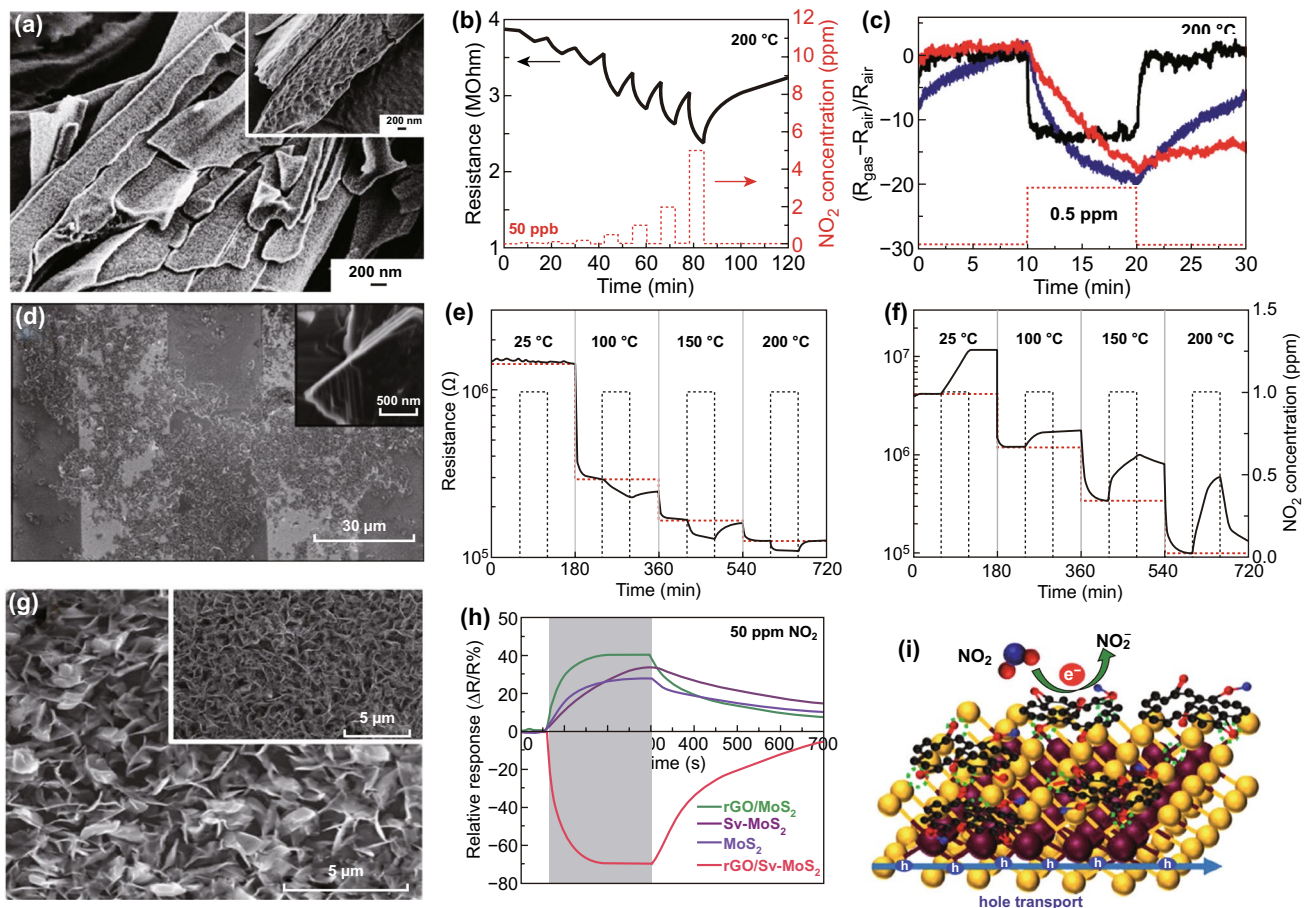 (a)
200 nm
200 nm
(b)
200 °C
Resistance (MOhm)
4
3
2
1
50 ppb
12
10
8
6
4
2
0
NO2 concentration (ppm)
0 20 40 60 80 100 120
Time (min)
(c)
200 °C
(Rgas−Rair)/Rair
0
−10
−20
−30
0.5 ppm
0 5 10 15 20 25 30
Time (min)
(d)
500 nm
30 µm
(e)
25 °C 100 °C 150 °C 200 °C
Resistance (Ω)
10⁶
10⁵
0 180 360 540 720
Time (min)
(f)
25 °C 100 °C 150 °C 200 °C
10⁷
10⁶
10⁵
1.5
1.0
0.5
0.0
NO2 concentration (ppm)
0 180 360 540 720
Time (min)
(g)
5 µm
5 µm
(h)
50 ppm NO2
Relative response (ΔR/R%)
50
40
20
0
−20
−40
−60
−80
00 400 500 600 700
ime (s)
rGO/MoS2
Sv-MoS2
MoS2
rGO/Sv-MoS2
(i)
NO2
e−
NO2−
h h h h h h
hole transport